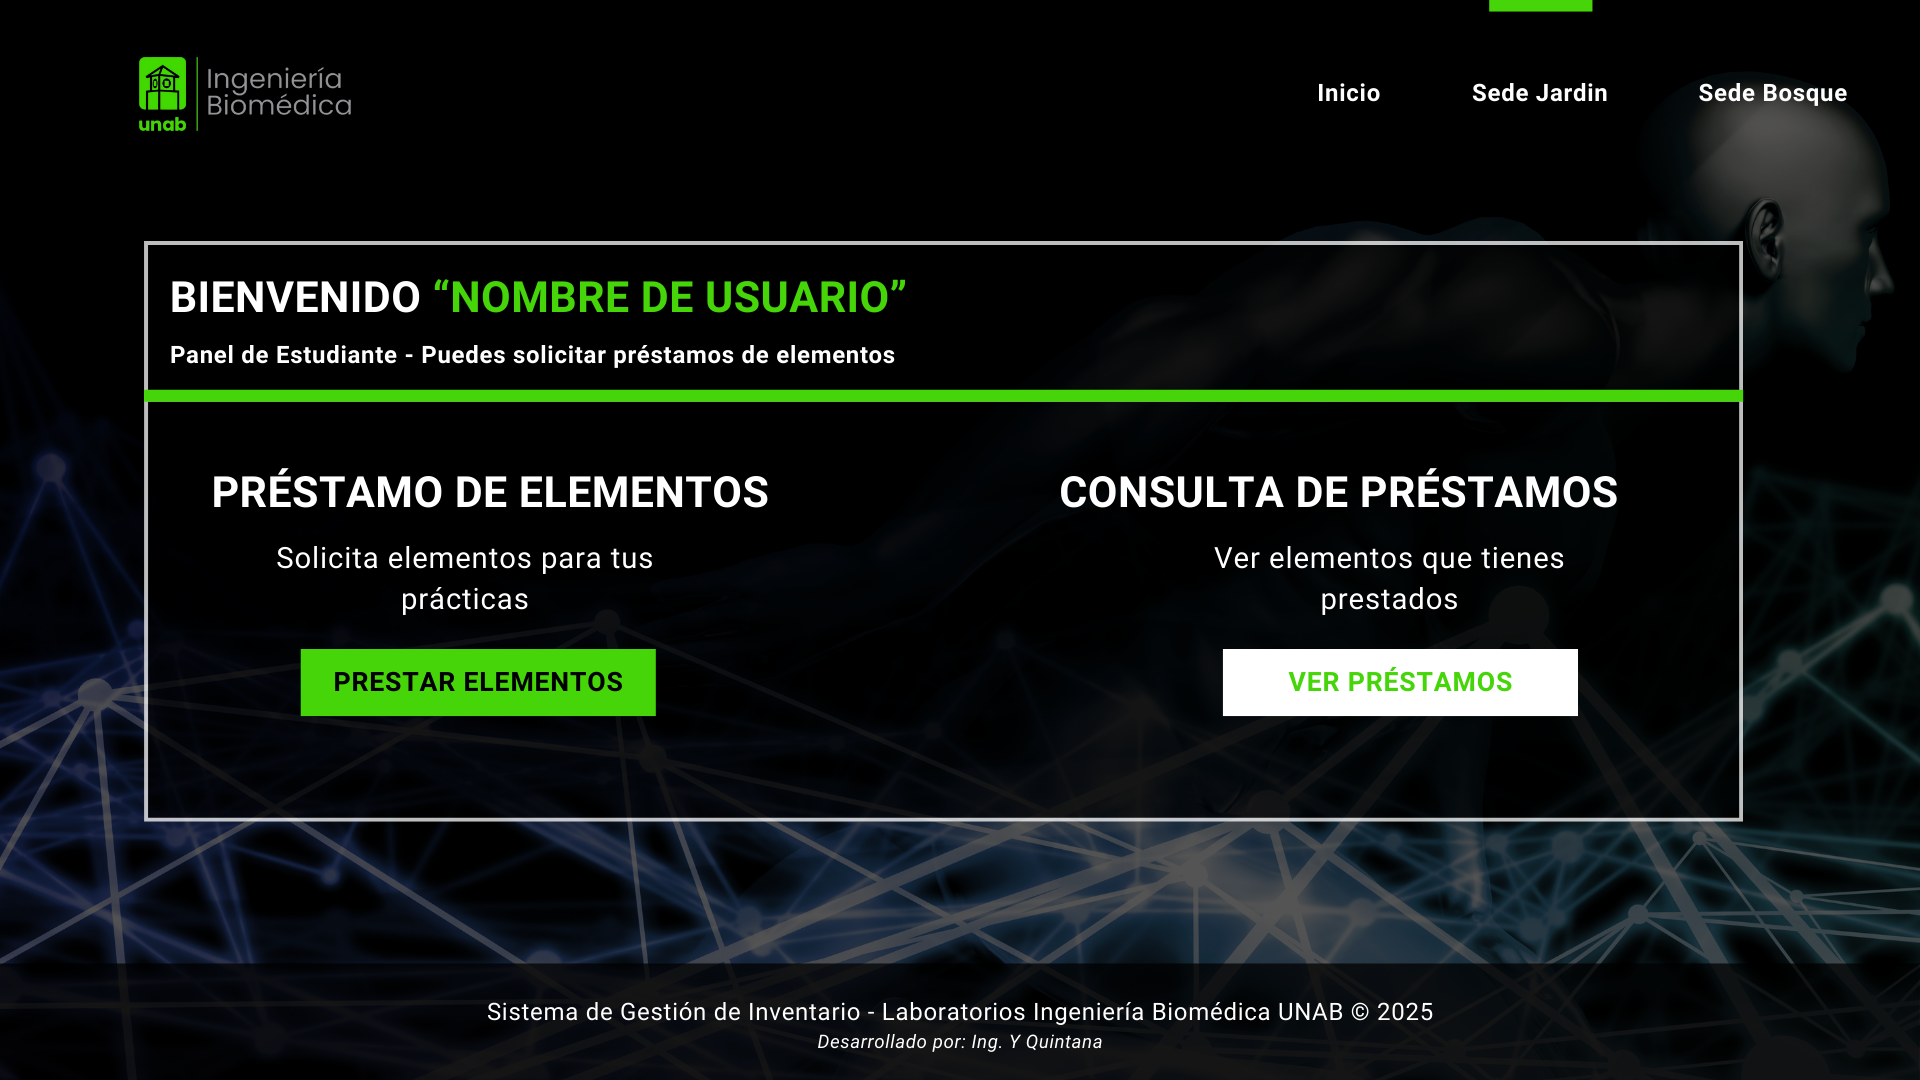 unab
Ingeniería
Biomédica
Inicio
Sede Jardin
Sede Bosque
BIENVENIDO “NOMBRE DE USUARIO”
Panel de Estudiante - Puedes solicitar préstamos de elementos
PRÉSTAMO DE ELEMENTOS
Solicita elementos para tus
prácticas
PRESTAR ELEMENTOS
CONSULTA DE PRÉSTAMOS
Ver elementos que tienes
prestados
VER PRÉSTAMOS
Sistema de Gestión de Inventario - Laboratorios Ingeniería Biomédica UNAB © 2025
Desarrollado por: Ing. Y Quintana